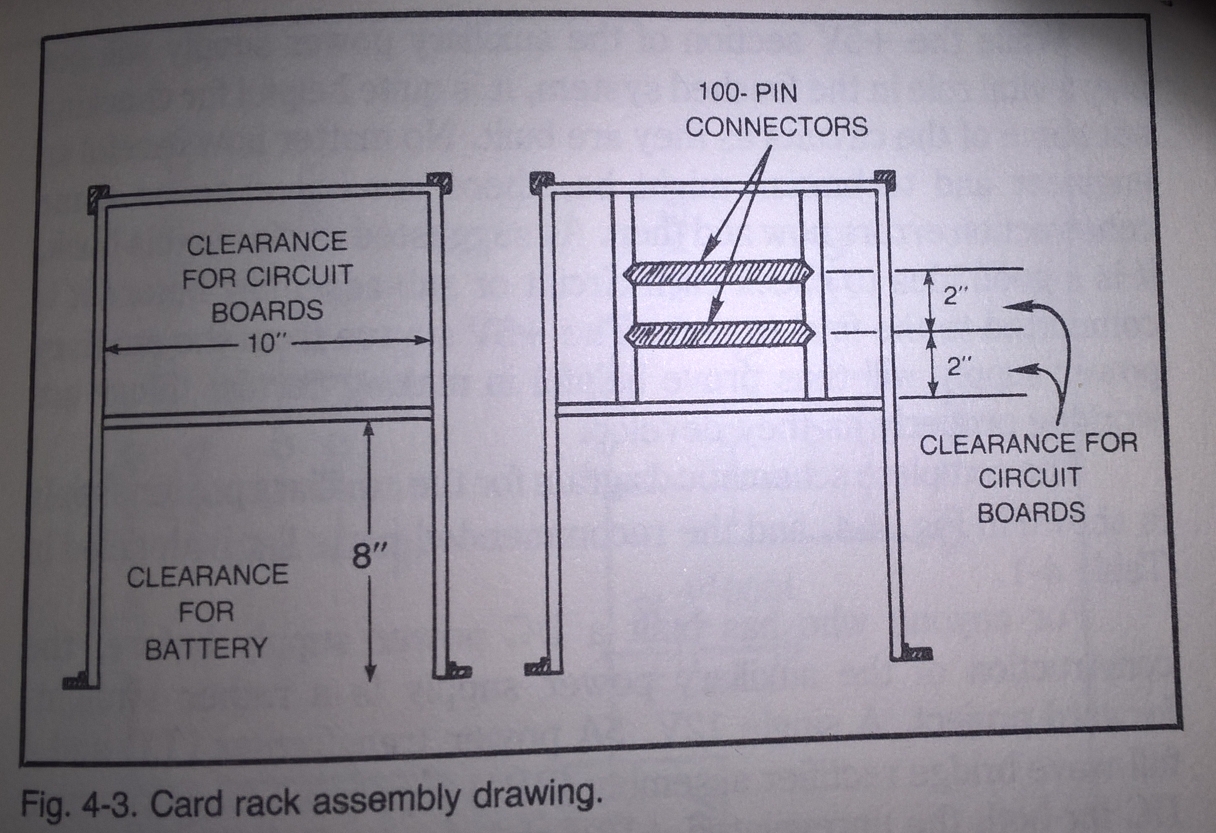 100- PIN
CONNECTORS
CLEARANCE
FOR CIRCUIT
BOARDS
10"
2"
2"
CLEARANCE FOR
CIRCUIT
BOARDS
8"
CLEARANCE
FOR
BATTERY
Fig. 4-3. Card rack assembly drawing.